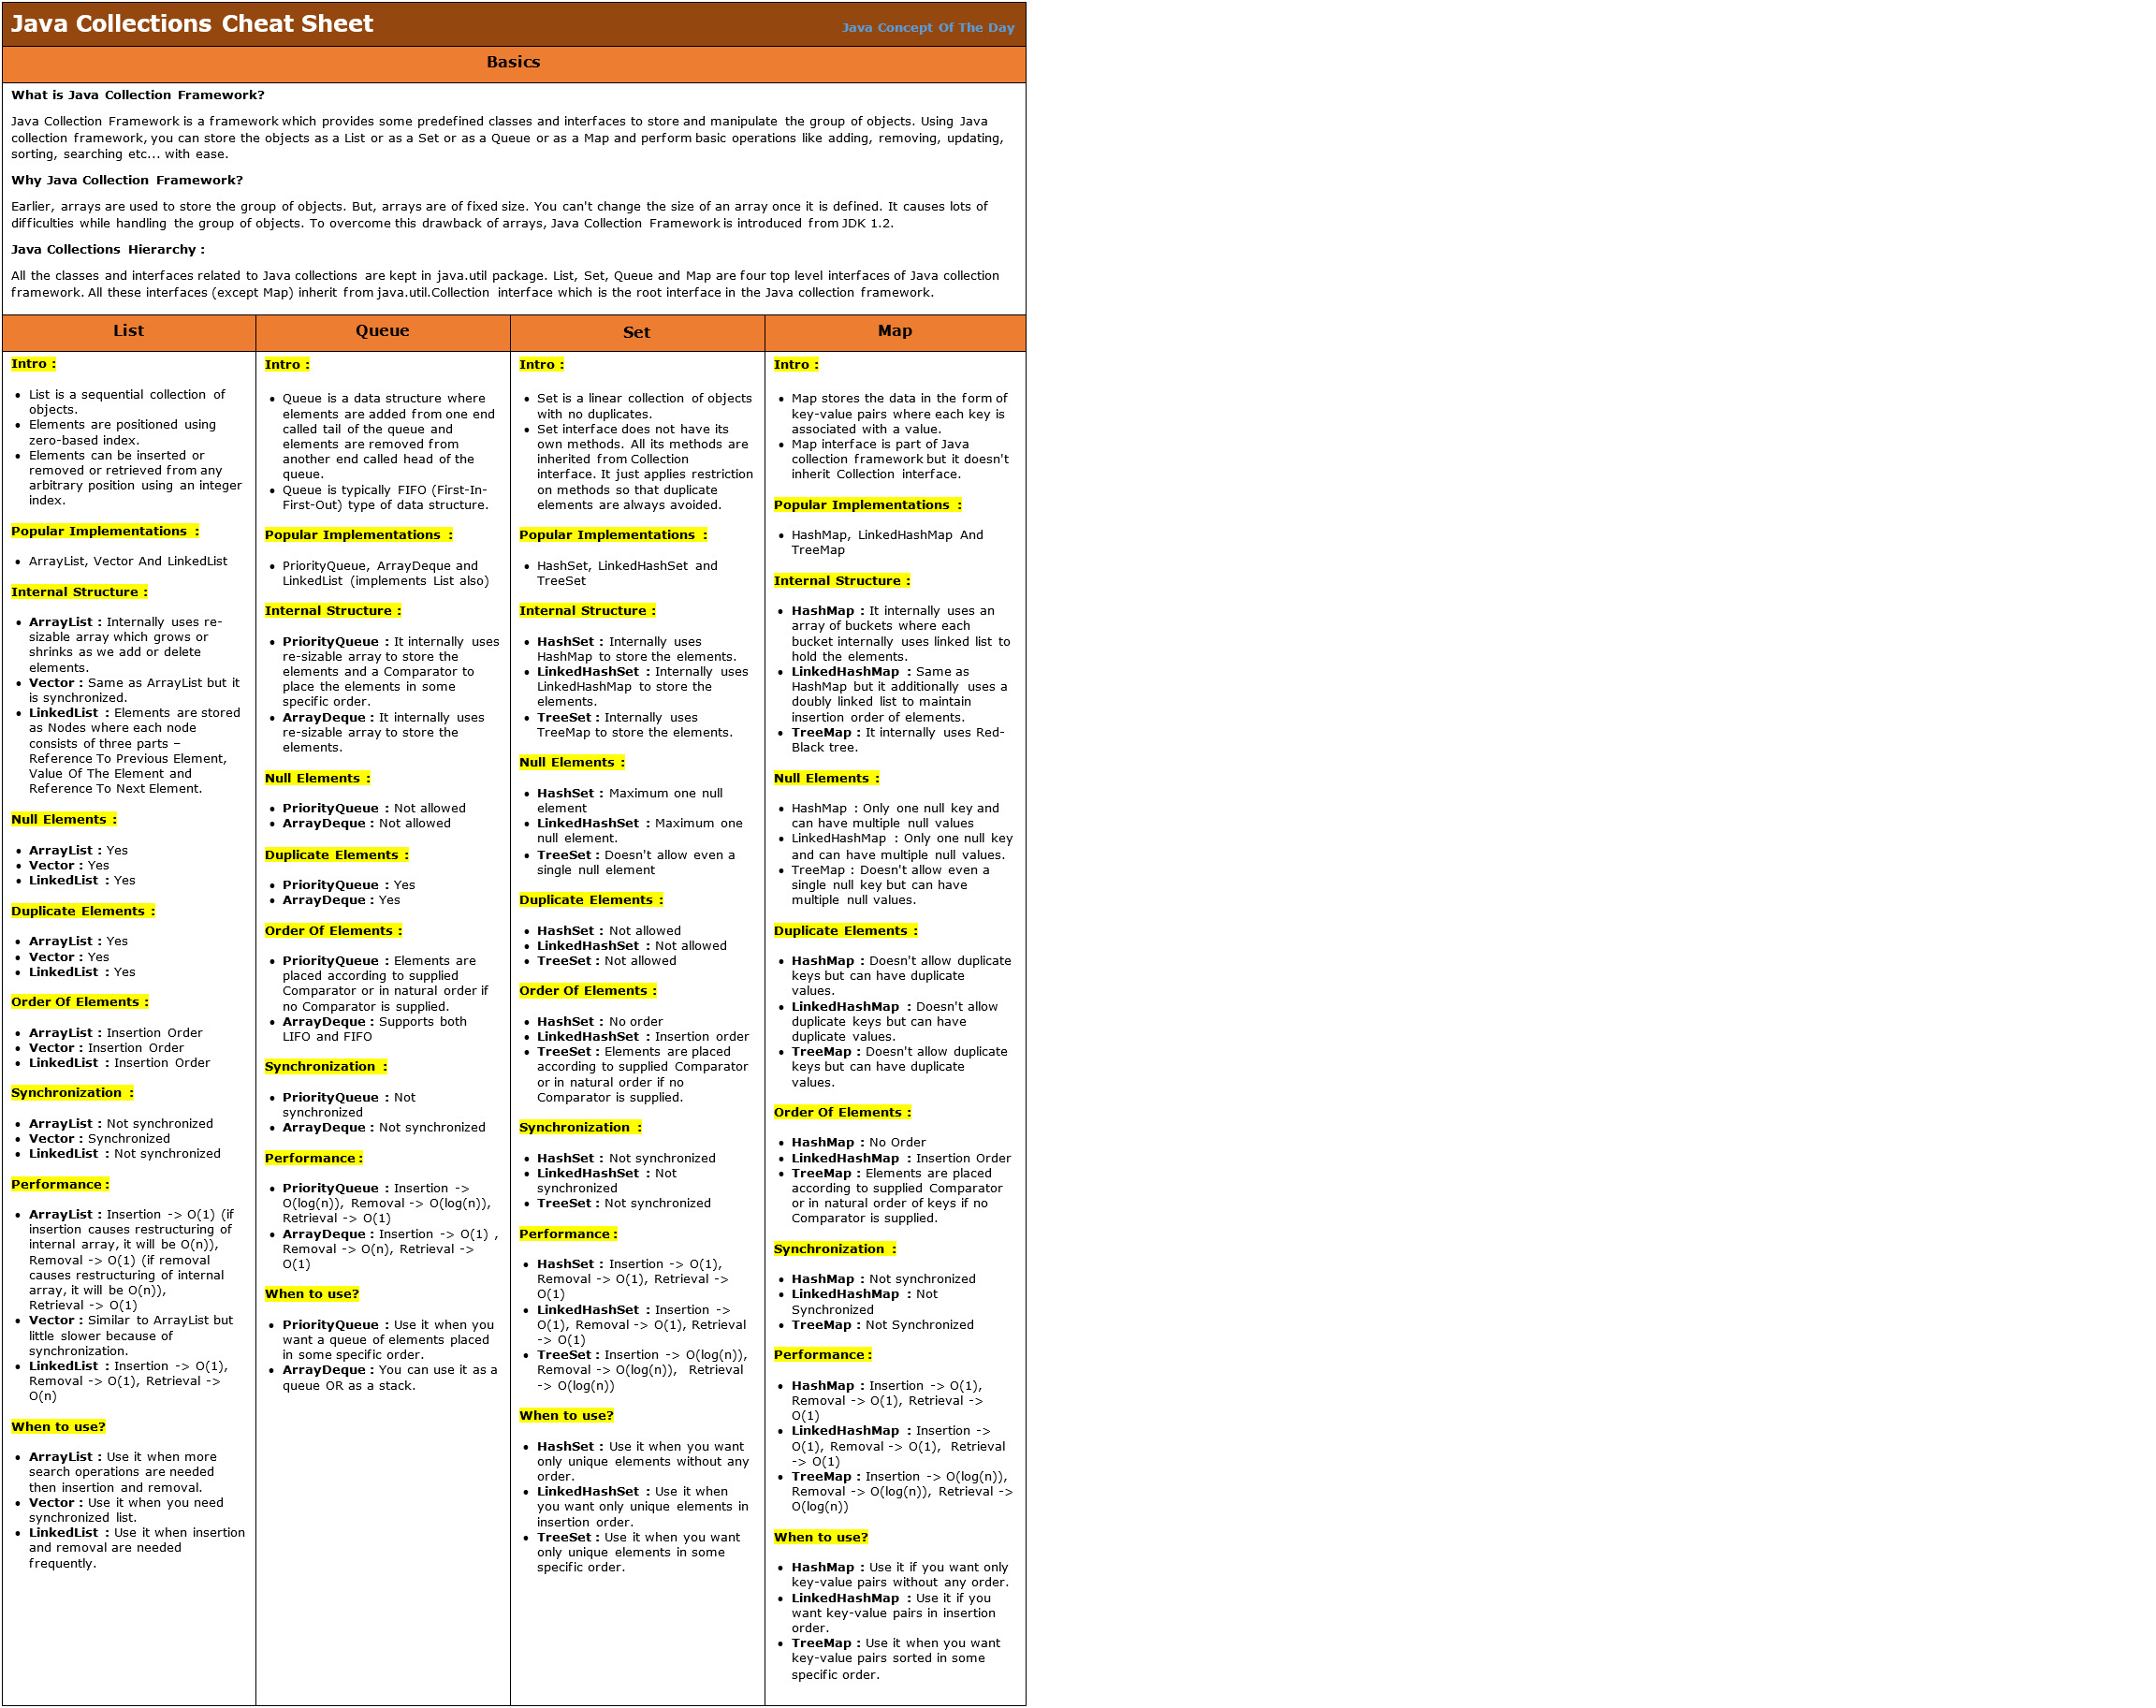 Java Collections Cheat Sheet
Java Concept Of The Day
Basics
What is Java Collection Framework?
Java Collection Framework is a framework which provides some predefined classes and interfaces to store and manipulate the group of objects. Using Java
collection framework, you can store the objects as a List or as a Set or as a Queue or as a Map and perform basic operations like adding, removing, updating,
sorting, searching etc... with ease.
Why Java Collection Framework?
Earlier, arrays are used to store the group of objects. But, arrays are of fixed size. You can't change the size of an array once it is defined. It causes lots of
difficulties while handling the group of objects. To overcome this drawback of arrays, Java Collection Framework is introduced from JDK 1.2.
Java Collections Hierarchy :
All the classes and interfaces related to Java collections are kept in java.util package. List, Set, Queue and Map are four top level interfaces of Java collection
framework. All these interfaces (except Map) inherit from java.util.Collection interface which is the root interface in the Java collection framework.
List
Intro :
• List is a sequential collection of
objects.
• Elements are positioned using
zero-based index.
• Elements can be inserted or
removed or retrieved from any
arbitrary position using an integer
index.
Popular Implementations :
• ArrayList, Vector And LinkedList
Internal Structure :
• ArrayList : Internally uses re-
sizable array which grows or
shrinks as we add or delete
elements.
• Vector : Same as ArrayList but it
is synchronized.
• LinkedList : Elements are stored
as Nodes where each node
consists of three parts –
Reference To Previous Element,
Value Of The Element and
Reference To Next Element.
Null Elements :
• ArrayList : Yes
• Vector : Yes
• LinkedList : Yes
Duplicate Elements :
• ArrayList : Yes
• Vector : Yes
• LinkedList : Yes
Order Of Elements :
• ArrayList : Insertion Order
• Vector : Insertion Order
• LinkedList : Insertion Order
Synchronization :
• ArrayList : Not synchronized
• Vector : Synchronized
• LinkedList : Not synchronized
Performance :
• ArrayList : Insertion -> O(1) (if
insertion causes restructuring of
internal array, it will be O(n)),
Removal -> O(1) (if removal
causes restructuring of internal
array, it will be O(n)),
Retrieval -> O(1)
• Vector : Similar to ArrayList but
little slower because of
synchronization.
• LinkedList : Insertion -> O(1),
Removal -> O(1), Retrieval ->
O(n)
When to use?
• ArrayList : Use it when more
search operations are needed
then insertion and removal.
• Vector : Use it when you need
synchronized list.
• LinkedList : Use it when insertion
and removal are needed
frequently.
Queue
Intro :
• Queue is a data structure where
elements are added from one end
called tail of the queue and
elements are removed from
another end called head of the
queue.
• Queue is typically FIFO (First-In-
First-Out) type of data structure.
Popular Implementations :
• PriorityQueue, ArrayDeque and
LinkedList (implements List also)
Internal Structure :
• PriorityQueue : It internally uses
re-sizable array to store the
elements and a Comparator to
place the elements in some
specific order.
• ArrayDeque : It internally uses
re-sizable array to store the
elements.
Null Elements :
• PriorityQueue : Not allowed
• ArrayDeque : Not allowed
Duplicate Elements :
• PriorityQueue : Yes
• ArrayDeque : Yes
Order Of Elements :
• PriorityQueue : Elements are
placed according to supplied
Comparator or in natural order if
no Comparator is supplied.
• ArrayDeque : Supports both
LIFO and FIFO
Synchronization :
• PriorityQueue : Not
synchronized
• ArrayDeque : Not synchronized
Performance :
• PriorityQueue : Insertion ->
O(log(n)), Removal -> O(log(n)),
Retrieval -> O(1)
• ArrayDeque : Insertion -> O(1) ,
Removal -> O(n), Retrieval ->
O(1)
When to use?
• PriorityQueue : Use it when you
want a queue of elements placed
in some specific order.
• ArrayDeque : You can use it as a
queue OR as a stack.
Set
Intro :
• Set is a linear collection of objects
with no duplicates.
• Set interface does not have its
own methods. All its methods are
inherited from Collection
interface. It just applies restriction
on methods so that duplicate
elements are always avoided.
Popular Implementations :
• HashSet, LinkedHashSet and
TreeSet
Internal Structure :
• HashSet : Internally uses
HashMap to store the elements.
• LinkedHashSet : Internally uses
LinkedHashMap to store the
elements.
• TreeSet : Internally uses
TreeMap to store the elements.
Null Elements :
• HashSet : Maximum one null
element
• LinkedHashSet : Maximum one
null element.
• TreeSet : Doesn't allow even a
single null element
Duplicate Elements :
• HashSet : Not allowed
• LinkedHashSet : Not allowed
• TreeSet : Not allowed
Order Of Elements :
• HashSet : No order
• LinkedHashSet : Insertion order
• TreeSet : Elements are placed
according to supplied Comparator
or in natural order if no
Comparator is supplied.
Synchronization :
• HashSet : Not synchronized
• LinkedHashSet : Not
synchronized
• TreeSet : Not synchronized
Performance :
• HashSet : Insertion -> O(1),
Removal -> O(1), Retrieval ->
O(1)
• LinkedHashSet : Insertion ->
O(1), Removal -> O(1), Retrieval
-> O(1)
• TreeSet : Insertion -> O(log(n)),
Removal -> O(log(n)), Retrieval
-> O(log(n))
When to use?
• HashSet : Use it when you want
only unique elements without any
order.
• LinkedHashSet : Use it when
you want only unique elements in
insertion order.
• TreeSet : Use it when you want
only unique elements in some
specific order.
Map
Intro :
• Map stores the data in the form of
key-value pairs where each key is
associated with a value.
• Map interface is part of Java
collection framework but it doesn't
inherit Collection interface.
Popular Implementations :
• HashMap, LinkedHashMap And
TreeMap
Internal Structure :
• HashMap : It internally uses an
array of buckets where each
bucket internally uses linked list to
hold the elements.
• LinkedHashMap : Same as
HashMap but it additionally uses a
doubly linked list to maintain
insertion order of elements.
• TreeMap : It internally uses Red-
Black tree.
Null Elements :
• HashMap : Only one null key and
can have multiple null values
• LinkedHashMap : Only one null key
and can have multiple null values.
• TreeMap : Doesn't allow even a
single null key but can have
multiple null values.
Duplicate Elements :
• HashMap : Doesn't allow duplicate
keys but can have duplicate
values.
• LinkedHashMap : Doesn't allow
duplicate keys but can have
duplicate values.
• TreeMap : Doesn't allow duplicate
keys but can have duplicate
values.
Order Of Elements :
• HashMap : No Order
• LinkedHashMap : Insertion Order
• TreeMap : Elements are placed
according to supplied Comparator
or in natural order of keys if no
Comparator is supplied.
Synchronization :
• HashMap : Not synchronized
• LinkedHashMap : Not
Synchronized
• TreeMap : Not Synchronized
Performance :
• HashMap : Insertion -> O(1),
Removal -> O(1), Retrieval ->
O(1)
• LinkedHashMap : Insertion ->
O(1), Removal -> O(1), Retrieval
-> O(1)
• TreeMap : Insertion -> O(log(n)),
Removal -> O(log(n)), Retrieval ->
O(log(n))
When to use?
• HashMap : Use it if you want only
key-value pairs without any order.
• LinkedHashMap : Use it if you
want key-value pairs in insertion
order.
• TreeMap : Use it when you want
key-value pairs sorted in some
specific order.